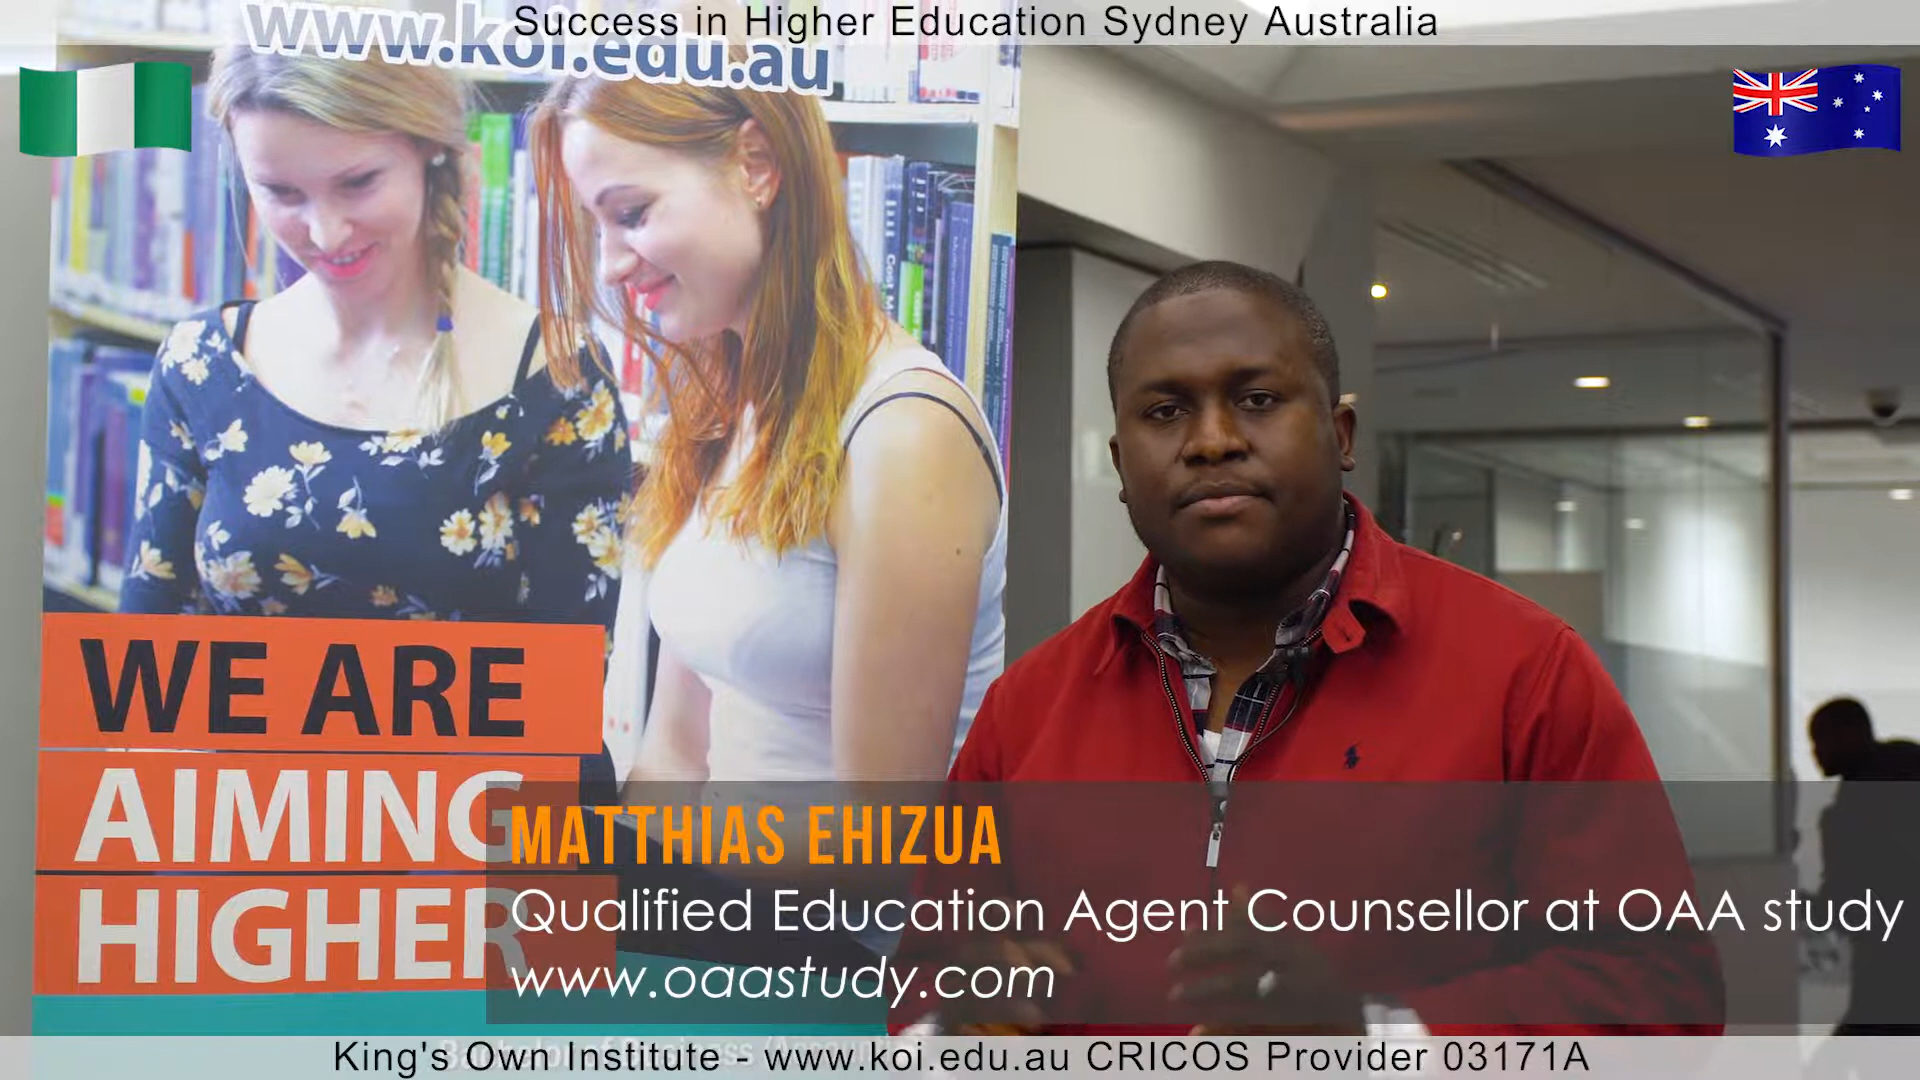 Success in Higher Education Sydney Australia
www.koi.edu.au
WE ARE
AIMING
HIGHER
MATTHIAS EHIZUA
Qualified Education Agent Counsellor at OAA study
www.oaastudy.com
King's Own Institute - www.koi.edu.au CRICOS Provider 03171A